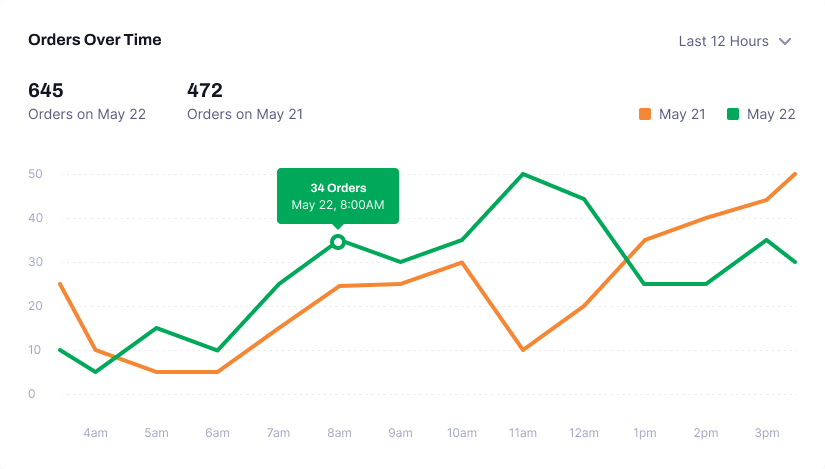 Orders Over Time
Last 12 Hours
645
Orders on May 22
472
Orders on May 21
May 21
May 22
50
40
30
20
10
0
34 Orders
May 22, 8:00AM
4am 5am 6am 7am 8am 9am 10am 11am 12am 1pm 2pm 3pm